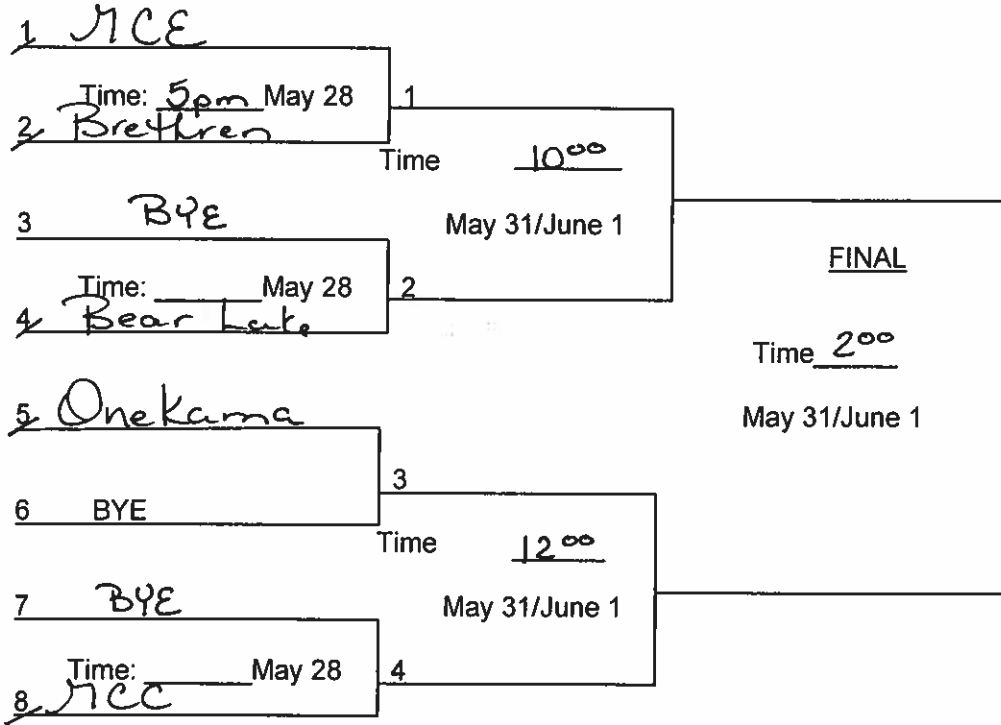 1 MCE
Time: 5pm May 28
1
2 Brethren
Time 10⁰⁰
3 BYE
May 31/June 1
FINAL
Time: May 28
2
4 Bear Lake
Time 2⁰⁰
5 Onekama
May 31/June 1
3
6 BYE
Time 12⁰⁰
7 BYE
May 31/June 1
Time: May 28
4
8 MCC